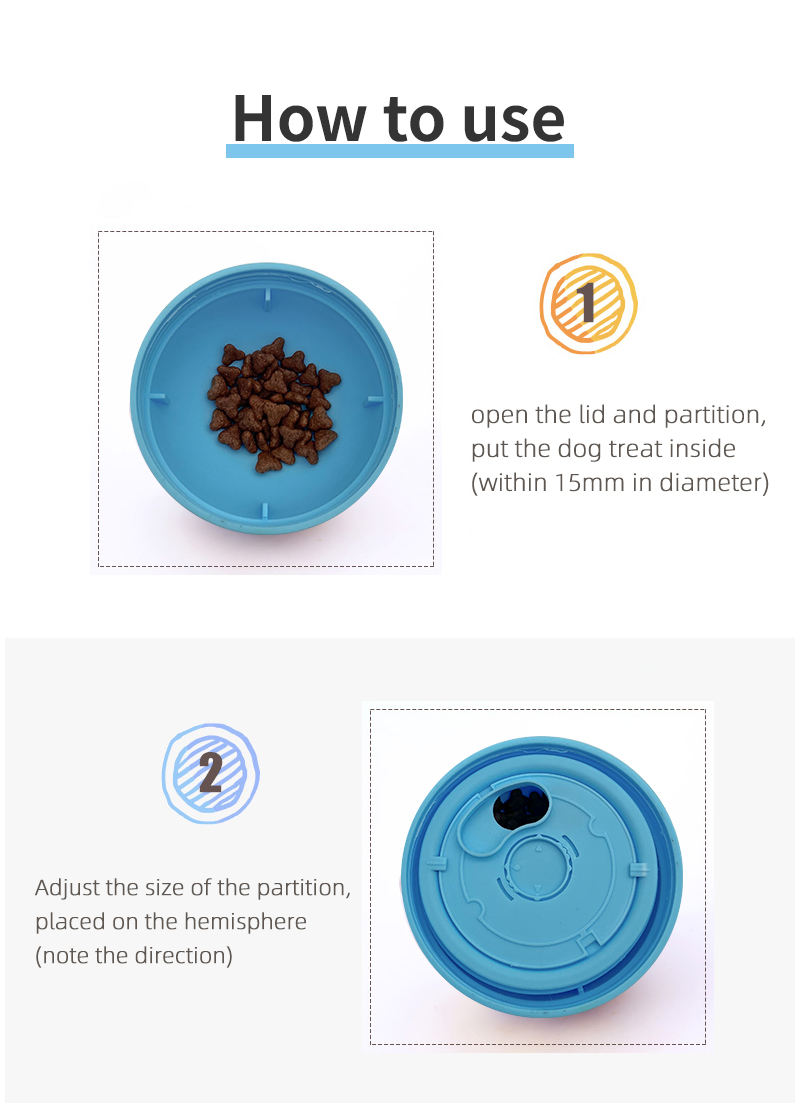 How to use
1
open the lid and partition,
put the dog treat inside
(within 15mm in diameter)
2
Adjust the size of the partition,
placed on the hemisphere
(note the direction)